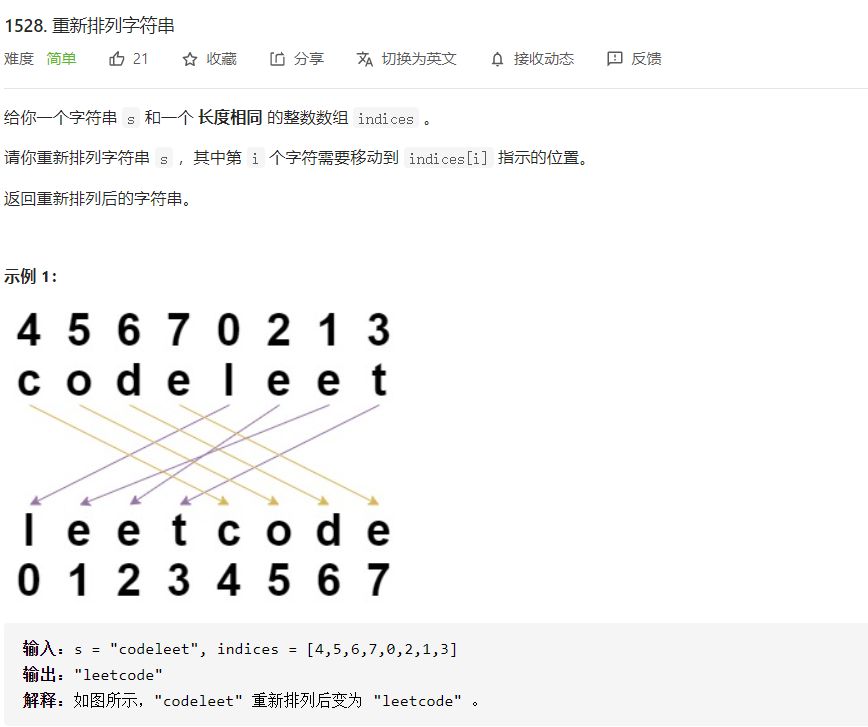 1528. 重新排列字符串
难度 简单 21 收藏 分享 切换为英文 接收动态 反馈
给你一个字符串 s 和一个 长度相同 的整数数组 indices 。
请你重新排列字符串 s ，其中第 i 个字符需要移动到 indices[i] 指示的位置。
返回重新排列后的字符串。
示例 1：
4 5 6 7 0 2 1 3
c o d e l e e t
l e e t c o d e
0 1 2 3 4 5 6 7
输入：s = "codeleet", indices = [4,5,6,7,0,2,1,3]
输出："leetcode"
解释：如图所示，"codeleet" 重新排列后变为 "leetcode" 。